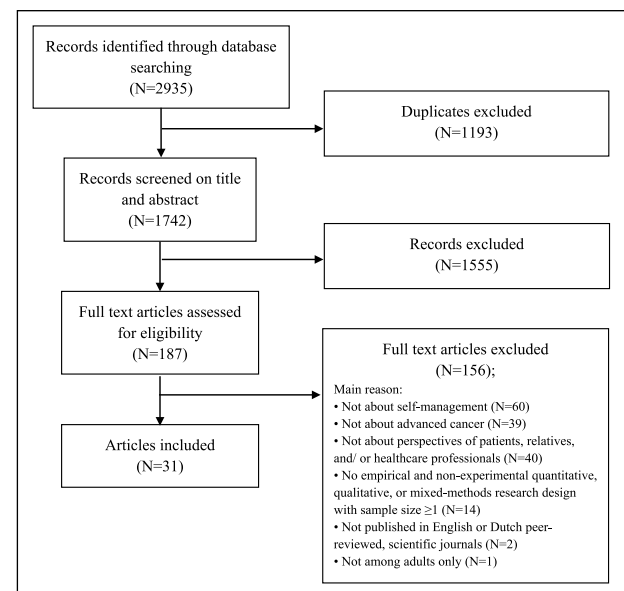 Records identified through database
searching
(N=2935)
Duplicates excluded
(N=1193)
Records screened on title
and abstract
(N=1742)
Records excluded
(N=1555)
Full text articles assessed
for eligibility
(N=187)
Full text articles excluded
(N=156);
Main reason:
• Not about self-management (N=60)
• Not about advanced cancer (N=39)
• Not about perspectives of patients, relatives,
and/ or healthcare professionals (N=40)
• No empirical and non-experimental quantitative,
qualitative, or mixed-methods research design
with sample size ≥1 (N=14)
• Not published in English or Dutch peer-
reviewed, scientific journals (N=2)
• Not among adults only (N=1)
Articles included
(N=31)